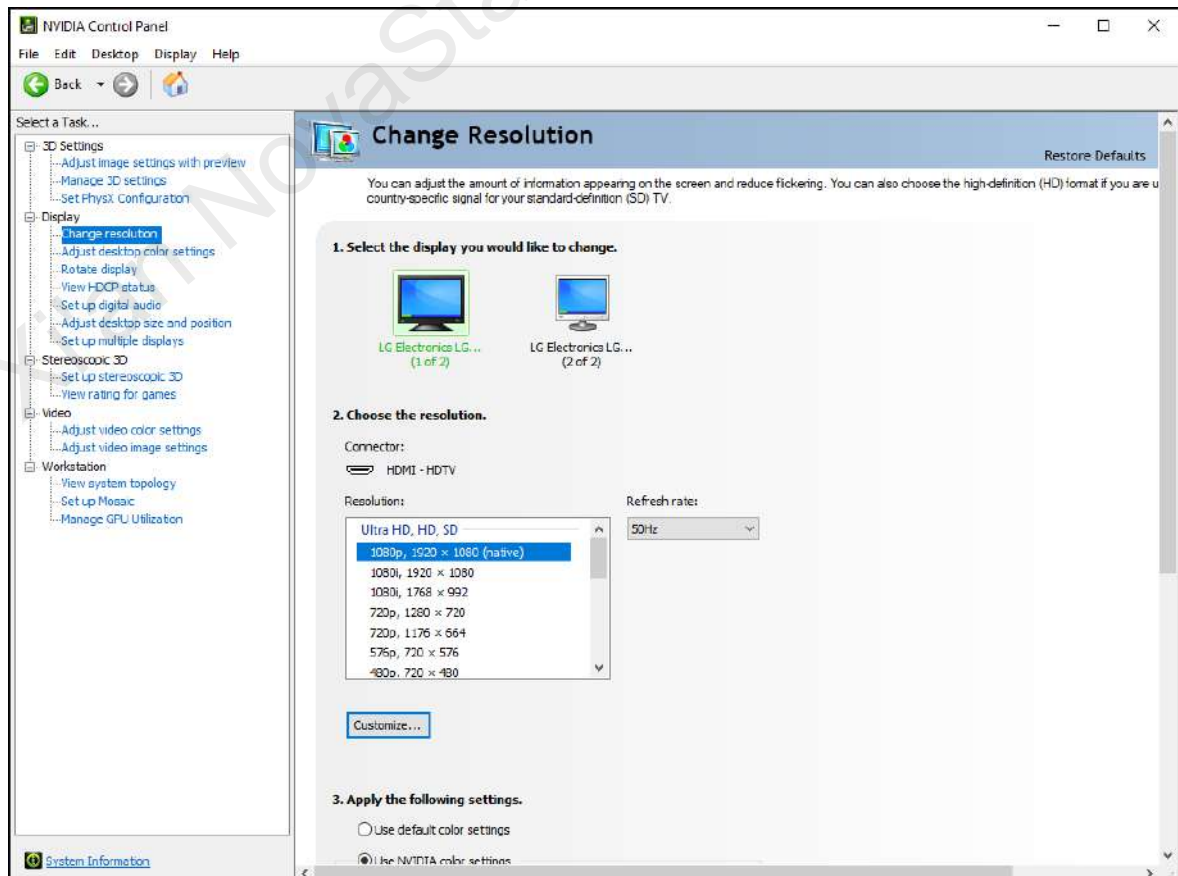 NVIDIA Control Panel
File Edit Desktop Display Help
Back
Select a Task...
3D Settings
Adjust image settings with preview
Manage 3D settings
Set PhysX Configuration
Display
Change resolution
Adjust desktop color settings
Rotate display
View HDCP status
Set up digital audio
Adjust desktop size and position
Set up multiple displays
Stereoscopic 3D
Set up stereoscopic 3D
View rating for games
Video
Adjust video color settings
Adjust video image settings
Workstation
View system topology
Set up Mosaic
Manage GPU Utilization
System Information
Change Resolution
Restore Defaults
You can adjust the amount of information appearing on the screen and reduce flickering. You can also choose the high-definition (HD) format if you are u
country-specific signal for your standard-definition (SD) TV.
1. Select the display you would like to change.
LG Electronics LG... LG Electronics LG...
(1 of 2) (2 of 2)
2. Choose the resolution.
Connector:
HDMI - HDTV
Resolution: Refresh rate:
Ultra HD, HD, SD 50Hz
1080p, 1920 × 1080 (native)
1080i, 1920 × 1080
1080i, 1768 × 992
720p, 1280 × 720
720p, 1176 × 664
576p, 720 × 576
480p, 720 × 480
Customize...
3. Apply the following settings.
Use default color settings
Use NVIDIA color settings